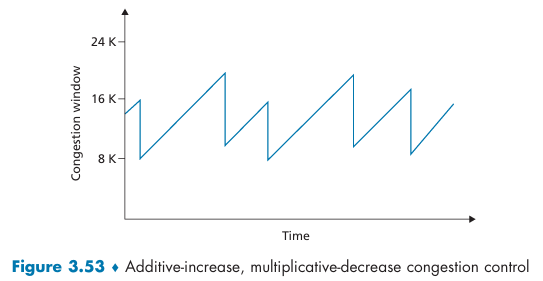 24 K
16 K
8 K
Congestion window
Time
Figure 3.53 ♦ Additive-increase, multiplicative-decrease congestion control